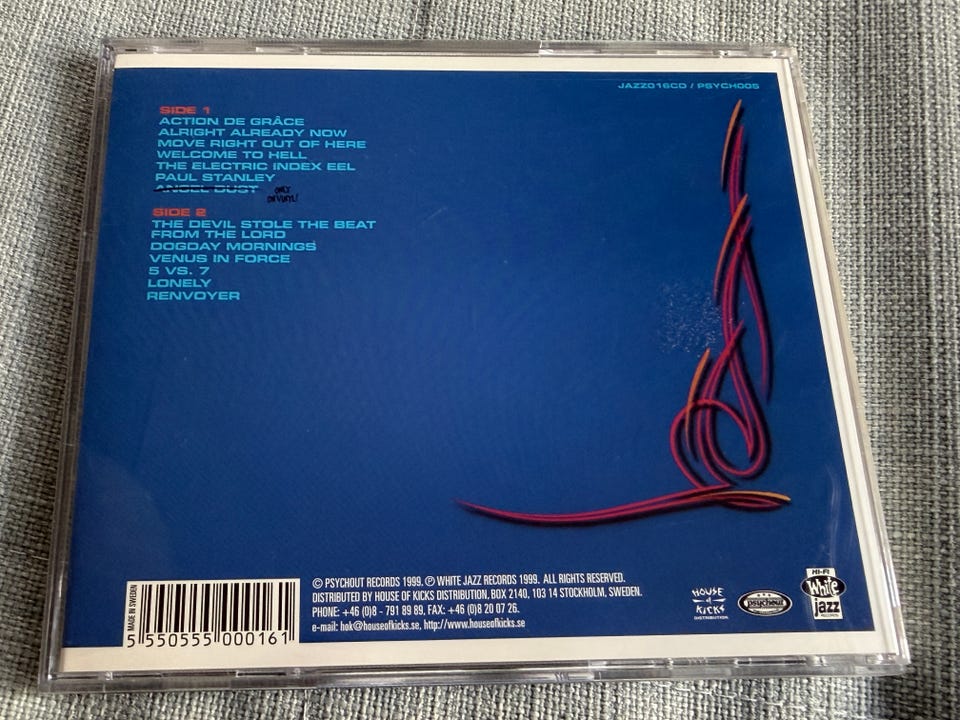 JAZZ016CD / PSYCH005
SIDE 1
ACTION DE GRÂCE
ALRIGHT ALREADY NOW
MOVE RIGHT OUT OF HERE
WELCOME TO HELL
THE ELECTRIC INDEX EEL
PAUL STANLEY
ANGEL DUST ONLY
ON VINYL!
SIDE 2
THE DEVIL STOLE THE BEAT
FROM THE LORD
DOGDAY MORNINGS
VENUS IN FORCE
5 VS. 7
LONELY
RENVOYER
MADE IN SWEDEN
5 550555 000161
© PSYCHOUT RECORDS 1999. ℗ WHITE JAZZ RECORDS 1999. ALL RIGHTS RESERVED.
DISTRIBUTED BY HOUSE OF KICKS DISTRIBUTION, BOX 2140, 103 14 STOCKHOLM, SWEDEN.
PHONE: +46 (0)8 - 791 89 89, FAX: +46 (0)8 20 07 26.
e-mail: hok@houseofkicks.se, http://www.houseofkicks.se
HOUSE
of
KICKS
DISTRIBUTION
psychout
HI-FI
White
jazz
RECORDS